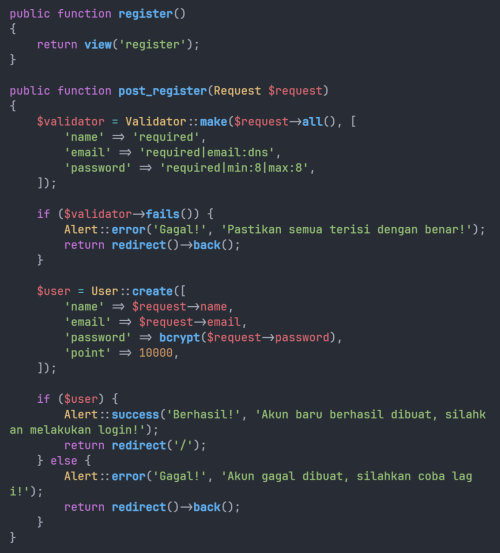 public function register()
{
    return view('register');
}

public function post_register(Request $request)
{
    $validator = Validator::make($request->all(), [
        'name' => 'required',
        'email' => 'required|email:dns',
        'password' => 'required|min:8|max:8',
    ]);

    if ($validator->fails()) {
        Alert::error('Gagal!', 'Pastikan semua terisi dengan benar!');
        return redirect()->back();
    }

    $user = User::create([
        'name' => $request->name,
        'email' => $request->email,
        'password' => bcrypt($request->password),
        'point' => 10000,
    ]);

    if ($user) {
        Alert::success('Berhasil!', 'Akun baru berhasil dibuat, silahk
an melakukan login!');
        return redirect('/');
    } else {
        Alert::error('Gagal!', 'Akun gagal dibuat, silahkan coba lag
i!');
        return redirect()->back();
    }
}